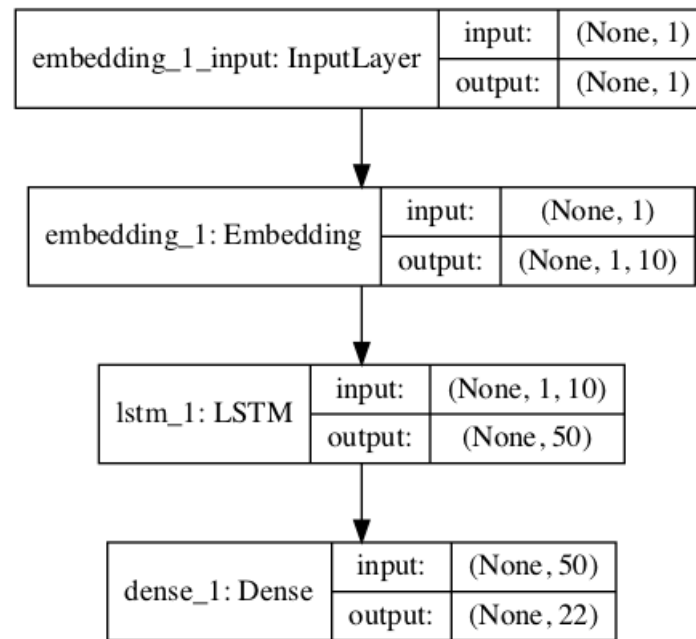 embedding_1_input: InputLayer
input: (None, 1)
output: (None, 1)
embedding_1: Embedding
input: (None, 1)
output: (None, 1, 10)
lstm_1: LSTM
input: (None, 1, 10)
output: (None, 50)
dense_1: Dense
input: (None, 50)
output: (None, 22)